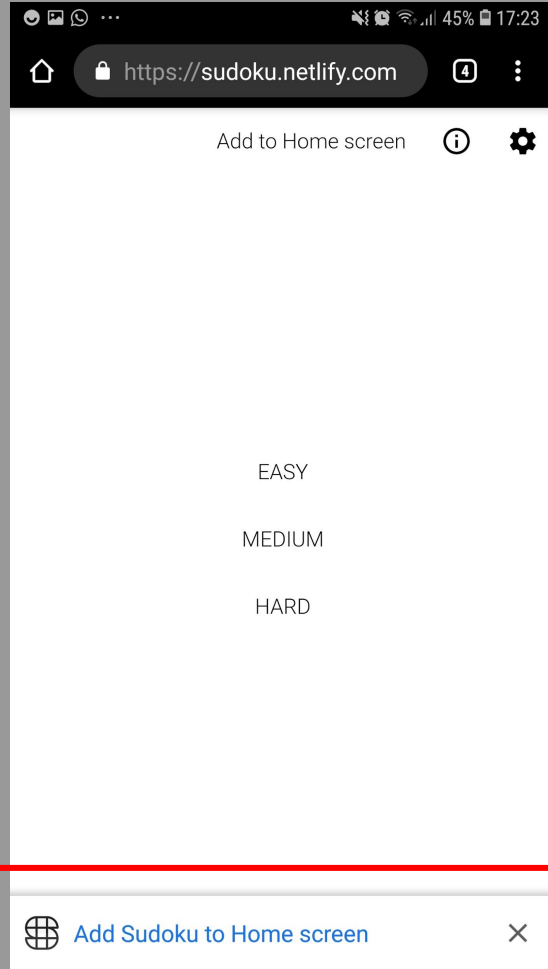 45% 17:23
https://sudoku.netlify.com 4
Add to Home screen
EASY
MEDIUM
HARD
Add Sudoku to Home screen